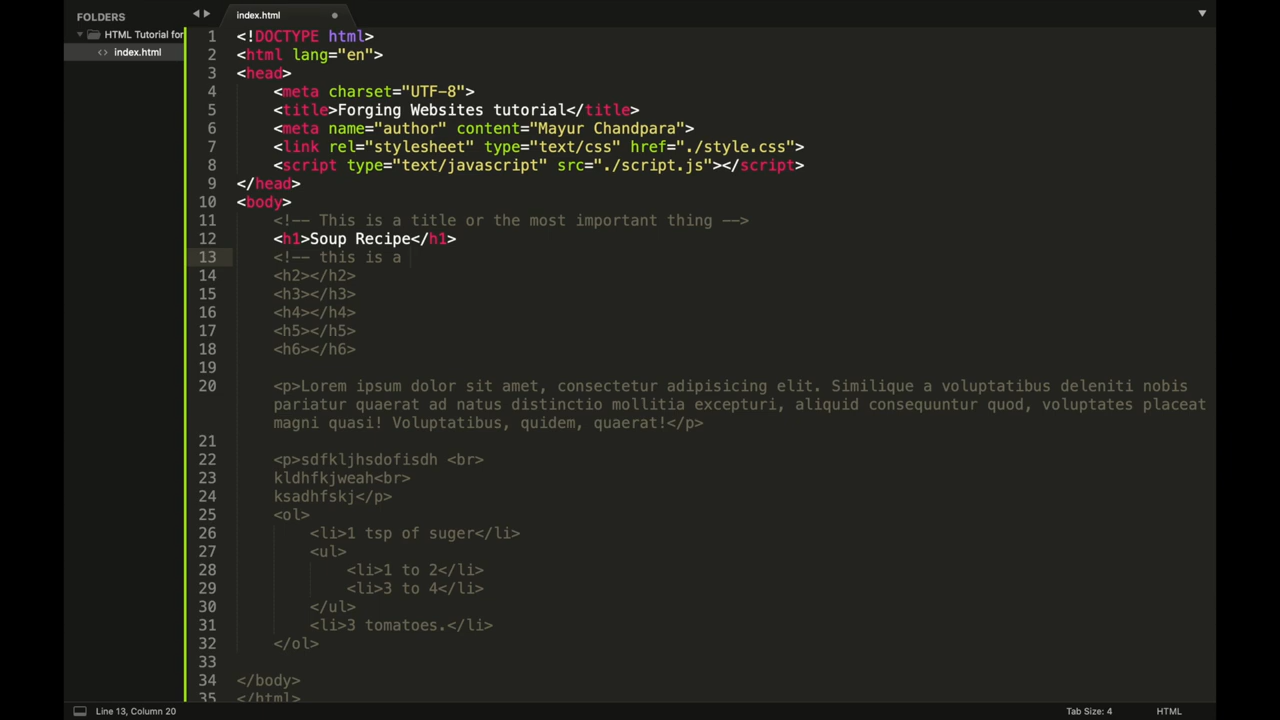 FOLDERS
HTML Tutorial for
index.html
index.html
1 <!DOCTYPE html>
2 <html lang="en">
3 <head>
4 <meta charset="UTF-8">
5 <title>Forging Websites tutorial</title>
6 <meta name="author" content="Mayur Chandpara">
7 <link rel="stylesheet" type="text/css" href="./style.css">
8 <script type="text/javascript" src="./script.js"></script>
9 </head>
10 <body>
11 <!-- This is a title or the most important thing -->
12 <h1>Soup Recipe</h1>
13 <!-- this is a
14 <h2></h2>
15 <h3></h3>
16 <h4></h4>
17 <h5></h5>
18 <h6></h6>
19
20 <p>Lorem ipsum dolor sit amet, consectetur adipisicing elit. Similique a voluptatibus deleniti nobis
pariatur quaerat ad natus distinctio mollitia excepturi, aliquid consequuntur quod, voluptates placeat
magni quasi! Voluptatibus, quidem, quaerat!</p>
21
22 <p>sdfkljhsdofisdh <br>
23 kldhfkjweah<br>
24 ksadhfskj</p>
25 <ol>
26 <li>1 tsp of suger</li>
27 <ul>
28 <li>1 to 2</li>
29 <li>3 to 4</li>
30 </ul>
31 <li>3 tomatoes.</li>
32 </ol>
33
34 </body>
35 </html>
Line 13, Column 20
Tab Size: 4
HTML